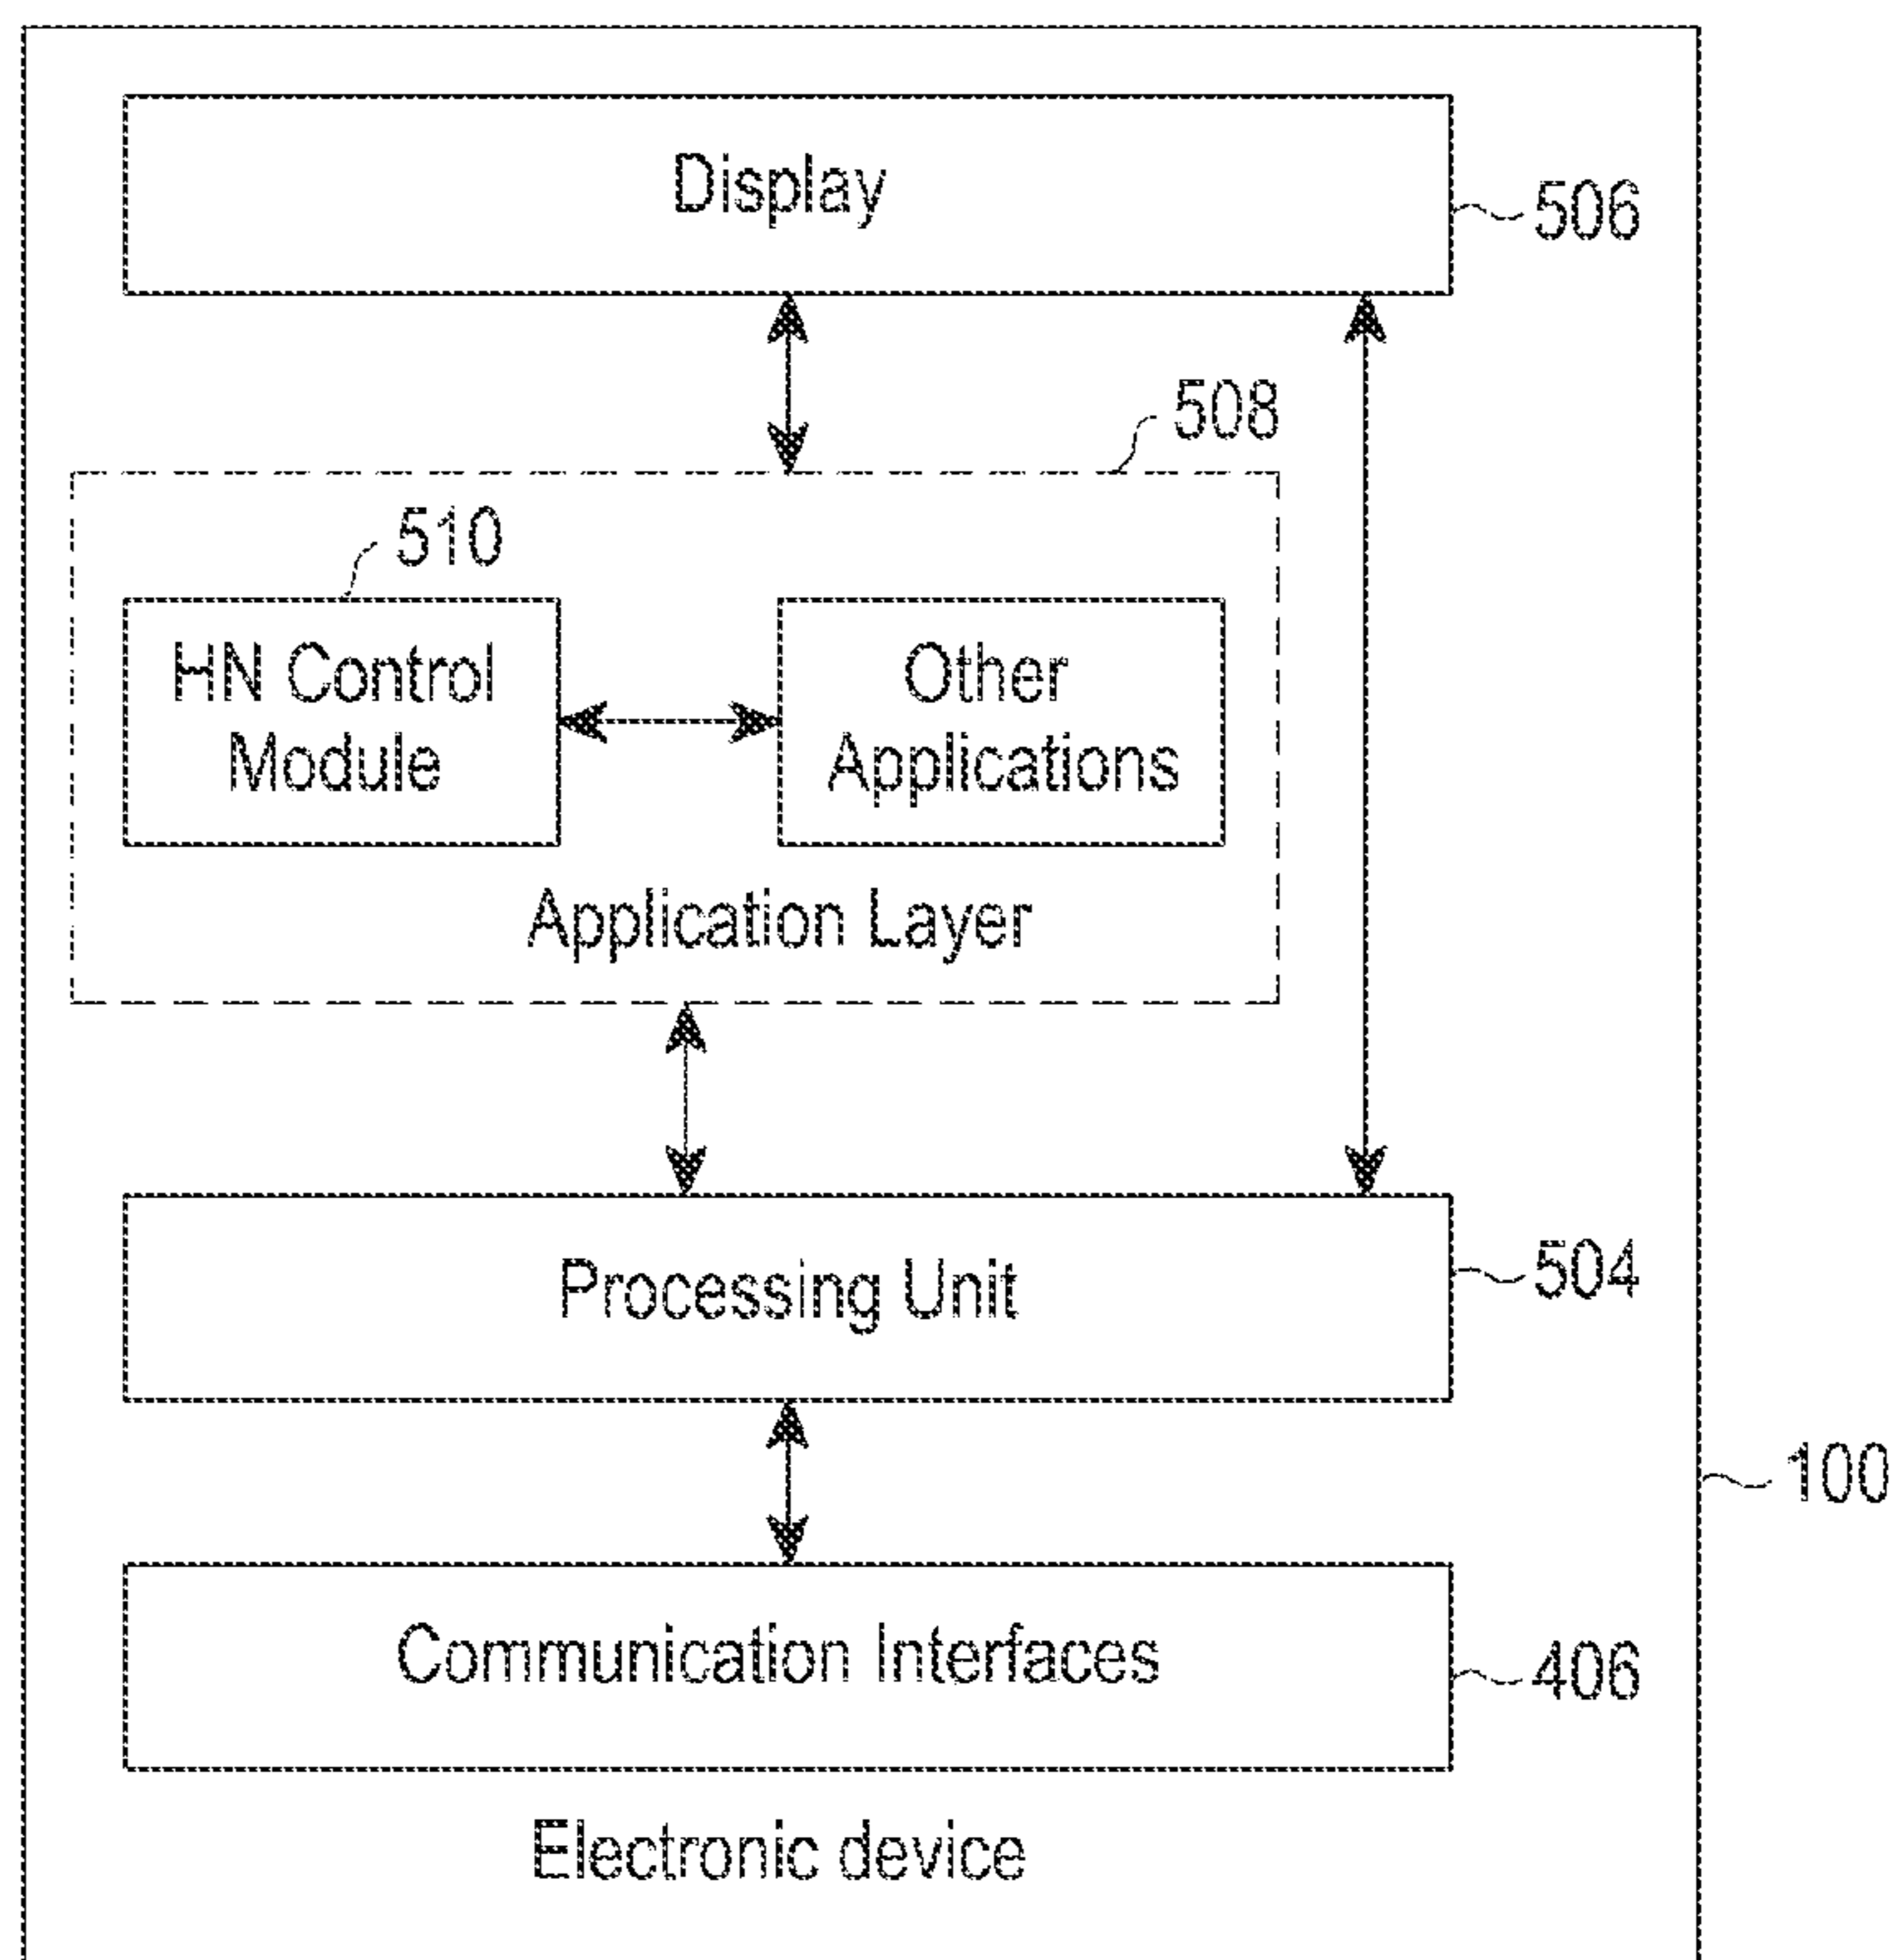 Display
506
508
510
HN Control
Module
Other
Applications
Application Layer
Processing Unit
504
100
Communication Interfaces
406
Electronic device